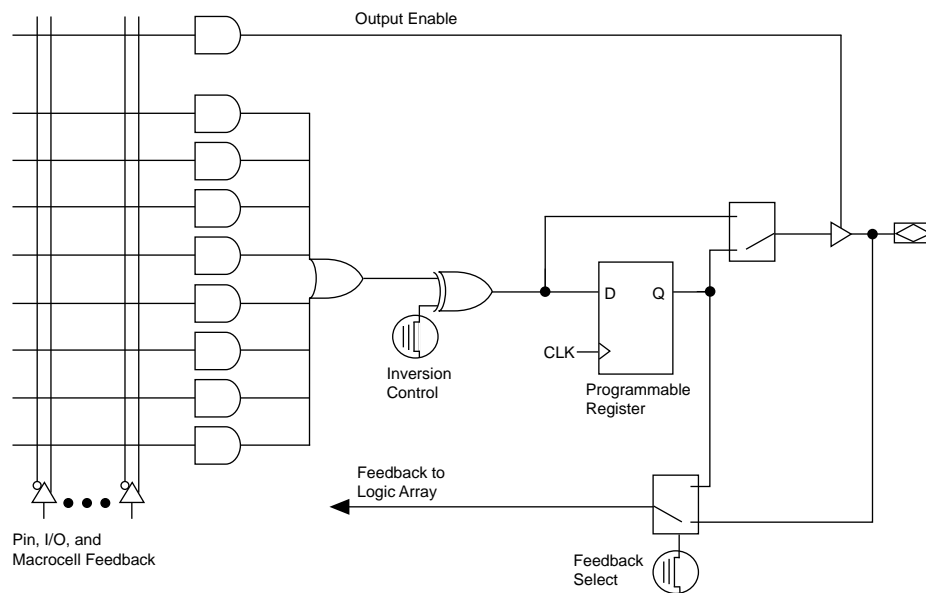 Output Enable
D
Q
CLK
Inversion
Control
Programmable
Register
Feedback to
Logic Array
Pin, I/O, and
Macrocell Feedback
Feedback
Select